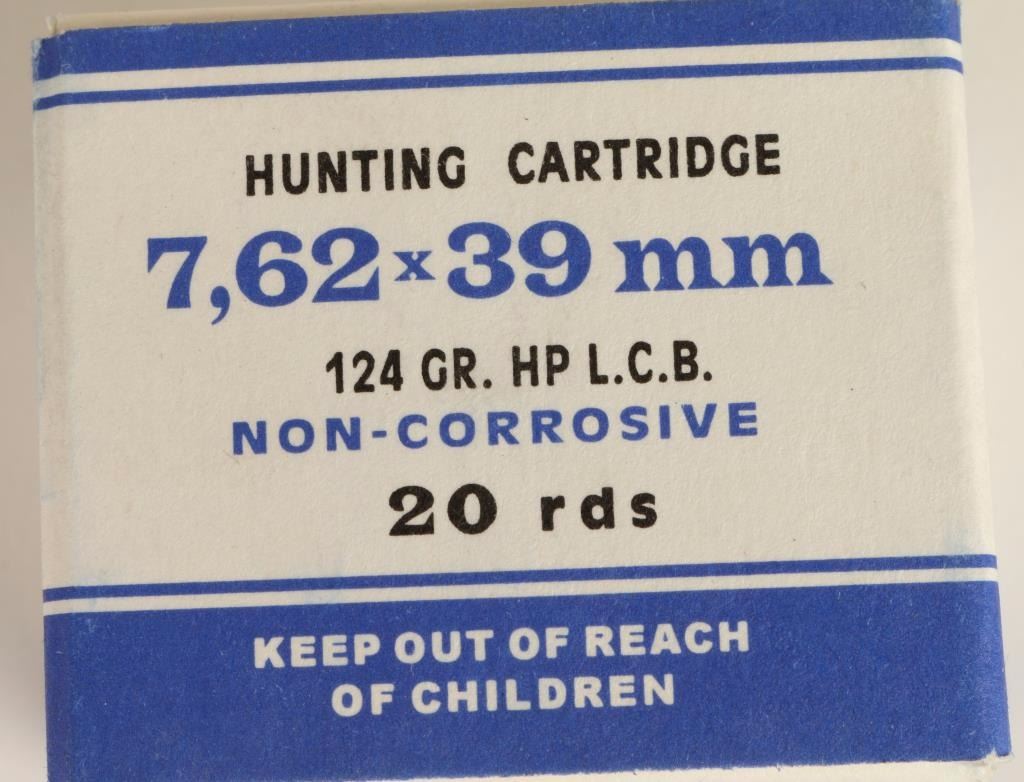 HUNTING CARTRIDGE
7,62x39 mm
124 GR. HP L.C.B.
NON-CORROSIVE
20 rds
KEEP OUT OF REACH
OF CHILDREN